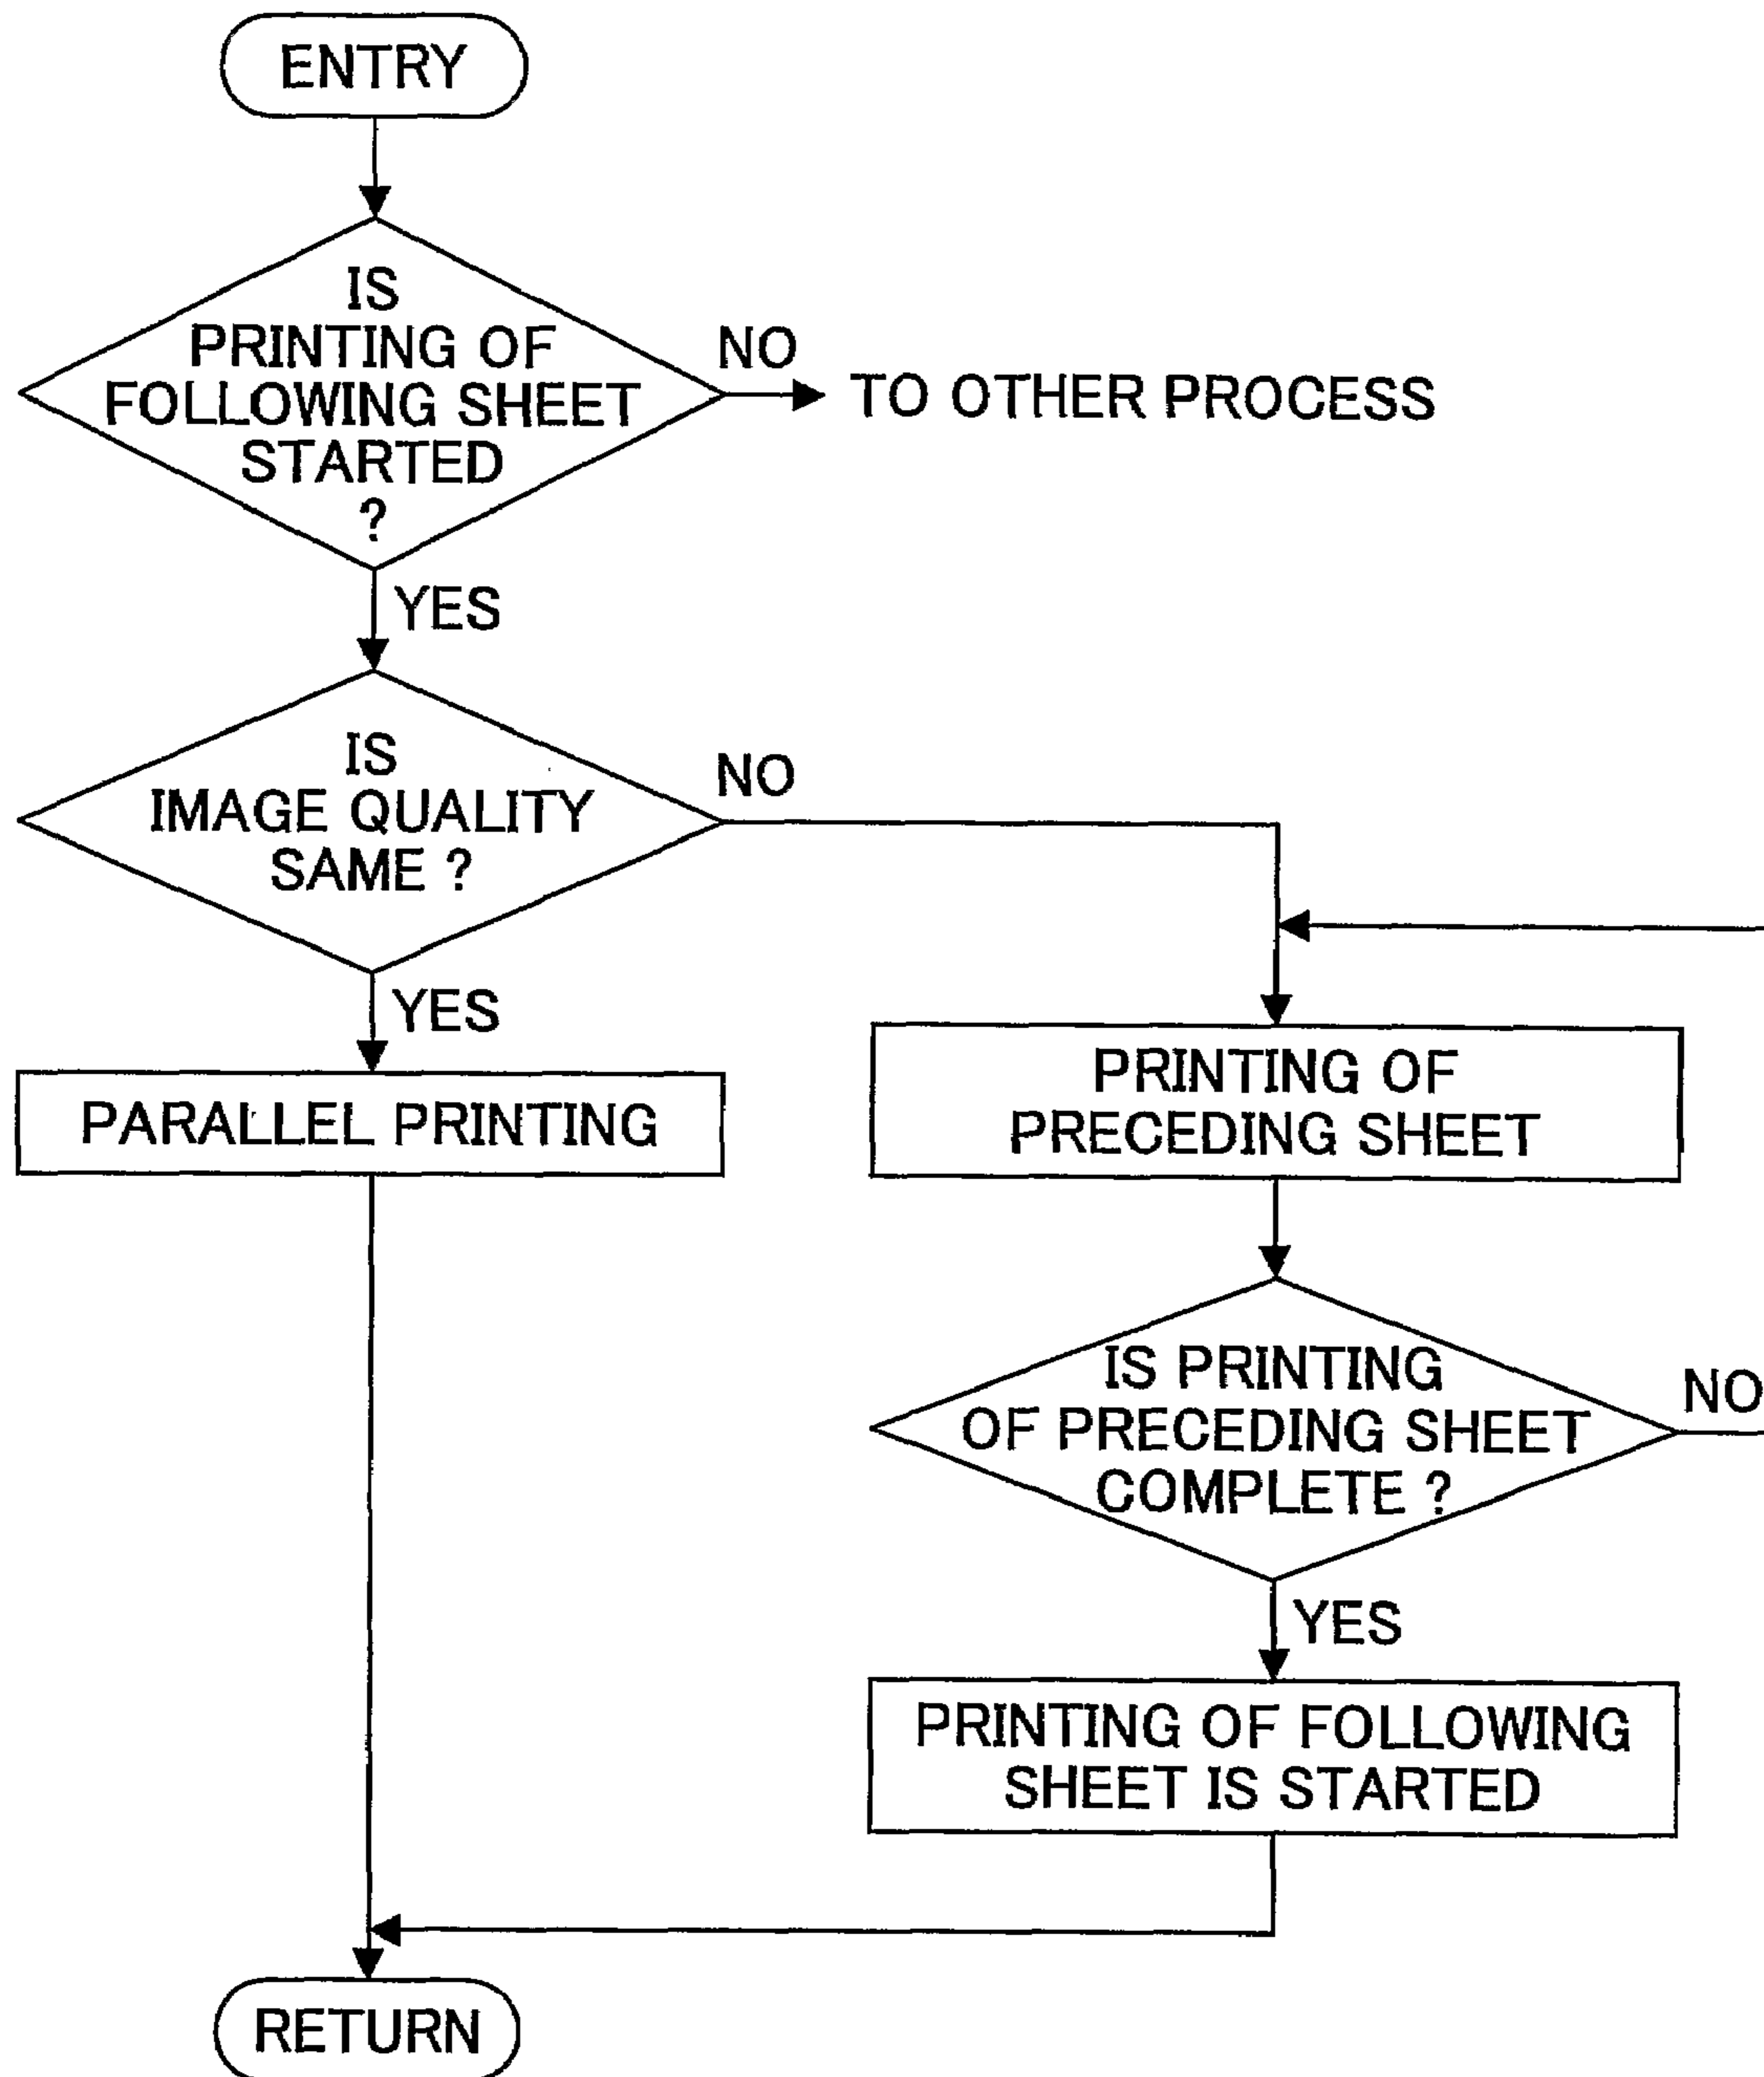 ENTRY
IS
PRINTING OF
FOLLOWING SHEET
STARTED
?
NO
TO OTHER PROCESS
YES
IS
IMAGE QUALITY
SAME ?
NO
YES
PARALLEL PRINTING
PRINTING OF
PRECEDING SHEET
IS PRINTING
OF PRECEDING SHEET
COMPLETE ?
NO
YES
PRINTING OF FOLLOWING
SHEET IS STARTED
RETURN